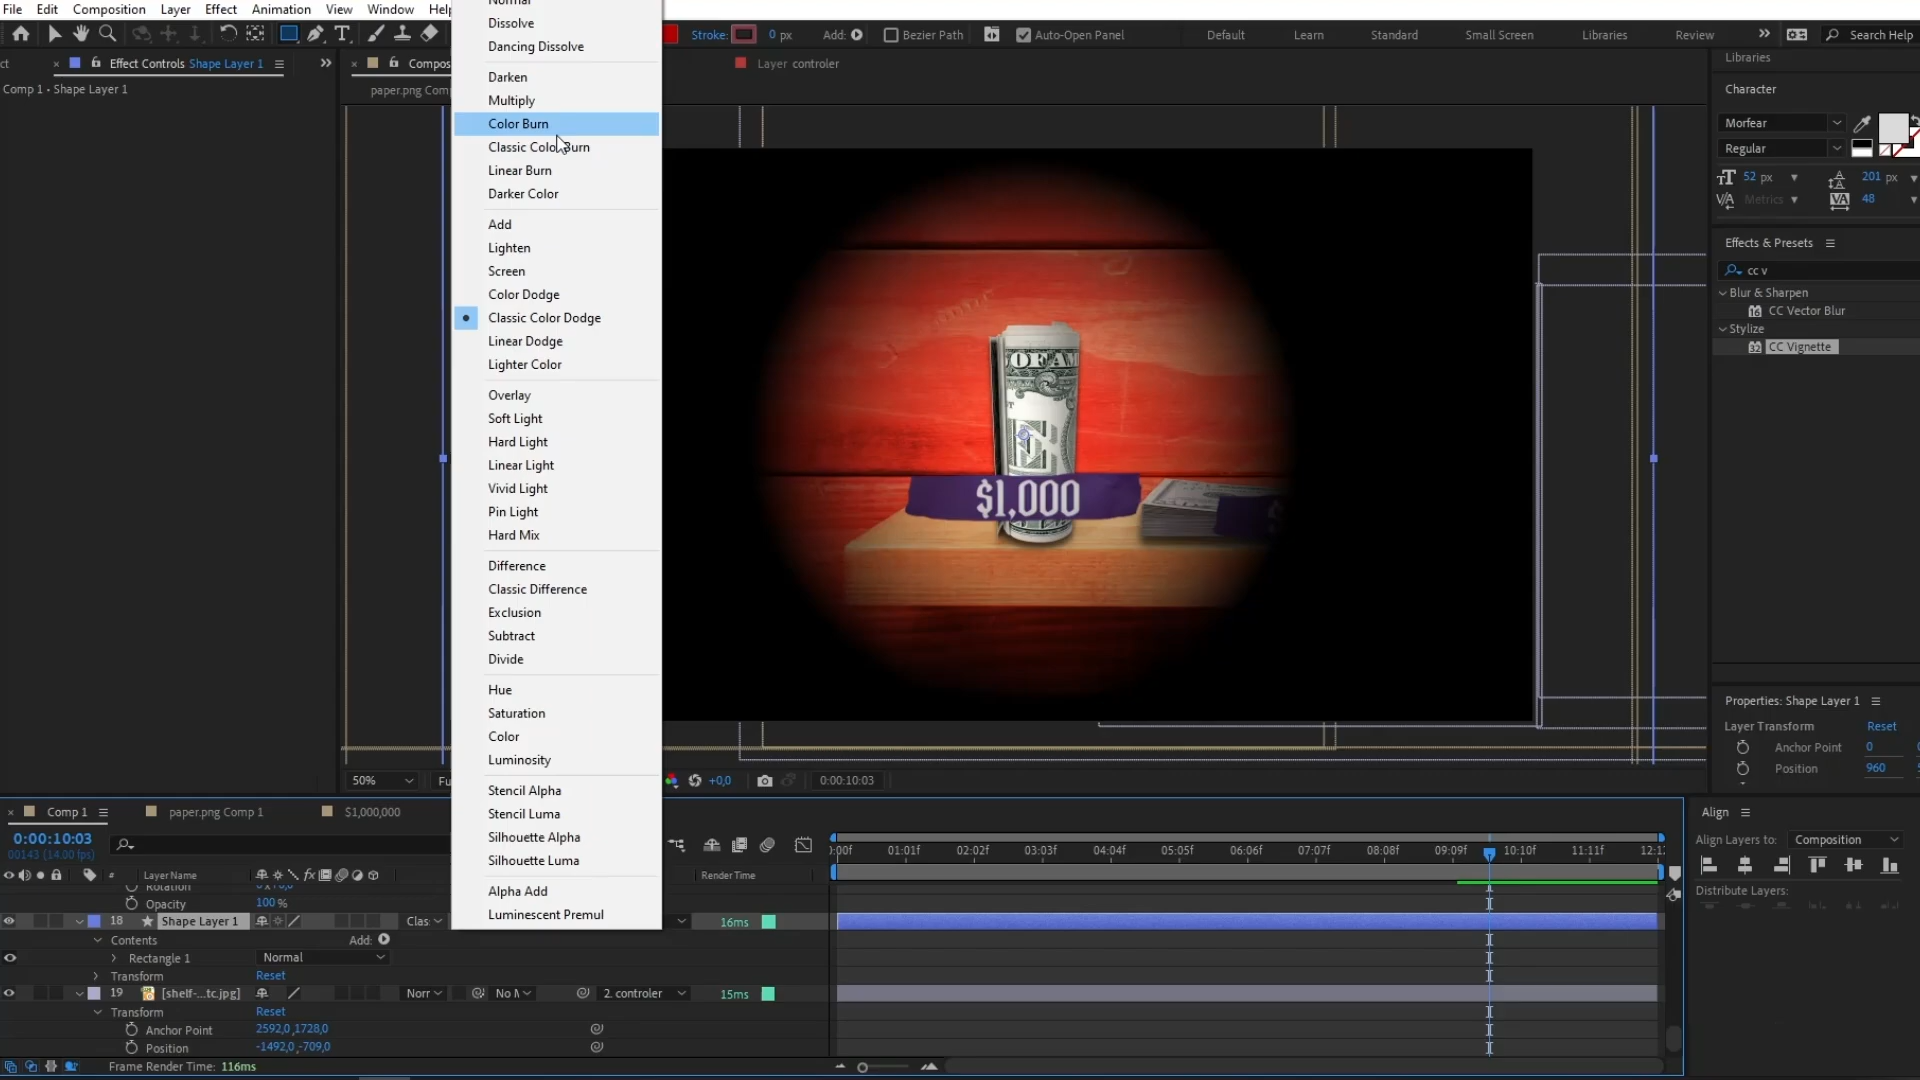 File Edit Composition Layer Effect Animation View Window Help
Normal
Dissolve
Dancing Dissolve
Darken
Multiply
Color Burn
Classic Color Burn
Linear Burn
Darker Color
Add
Lighten
Screen
Color Dodge
Classic Color Dodge
Linear Dodge
Lighter Color
Overlay
Soft Light
Hard Light
Linear Light
Vivid Light
Pin Light
Hard Mix
Difference
Classic Difference
Exclusion
Subtract
Divide
Hue
Saturation
Color
Luminosity
Stencil Alpha
Stencil Luma
Silhouette Alpha
Silhouette Luma
Alpha Add
Luminescent Premul
Stroke: 0 px Add: Bezier Path Auto-Open Panel Default Learn Standard Small Screen Libraries Review Search Help
ct × Effect Controls Shape Layer 1
Comp 1 • Shape Layer 1
× Compos
paper.png Com
Layer controler
$1,000
50% Fu
+0,0 0:00:10:03
Libraries
Character
Morfear
Regular
52 px 201 px
Metrics 48
Effects & Presets
cc v
Blur & Sharpen
CC Vector Blur
Stylize
CC Vignette
Properties: Shape Layer 1
Layer Transform Reset
Anchor Point 0
Position 960
Align
Align Layers to: Composition
Distribute Layers:
× Comp 1 paper.png Comp 1 $1,000,000
0:00:10:03
00143 (14.00 fps)
# Layer Name Render Time
:00f 01:01f 02:02f 03:03f 04:04f 05:05f 06:06f 07:07f 08:08f 09:09f 10:10f 11:11f 12:1
Rotation
Opacity 100 %
18 Shape Layer 1 Clas 16ms
Contents Add:
Rectangle 1 Normal
Transform Reset
19 [shelf-...tc.jpg] Norr No M 2. controler 15ms
Transform Reset
Anchor Point 2592,0 ,1728,0
Position -1492,0 ,-709,0
Frame Render Time: 116ms